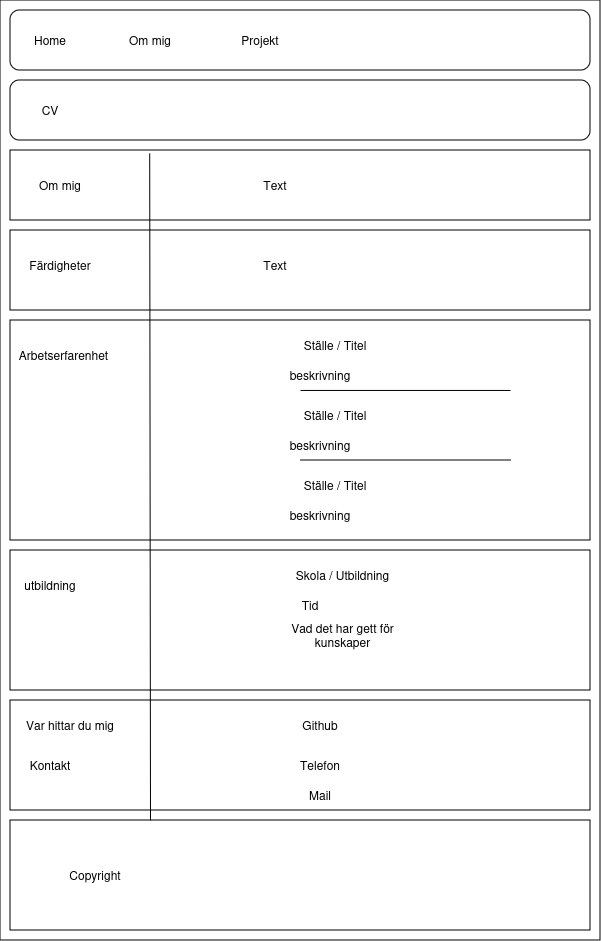 Home Om mig Projekt
CV
Om mig Text
Färdigheter Text
Arbetserfarenhet Ställe / Titel
beskrivning
Ställe / Titel
beskrivning
Ställe / Titel
beskrivning
utbildning Skola / Utbildning
Tid
Vad det har gett för
kunskaper
Var hittar du mig Github
Kontakt Telefon
Mail
Copyright